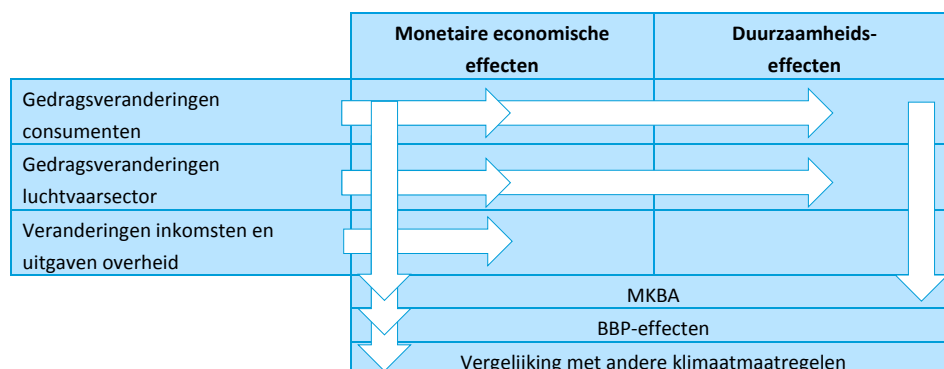 Monetaire economische
effecten
Duurzaamheids-
effecten
Gedragsveranderingen
consumenten
Gedragsveranderingen
luchtvaarsector
Veranderingen inkomsten en
uitgaven overheid
MKBA
BBP-effecten
Vergelijking met andere klimaatmaatregelen